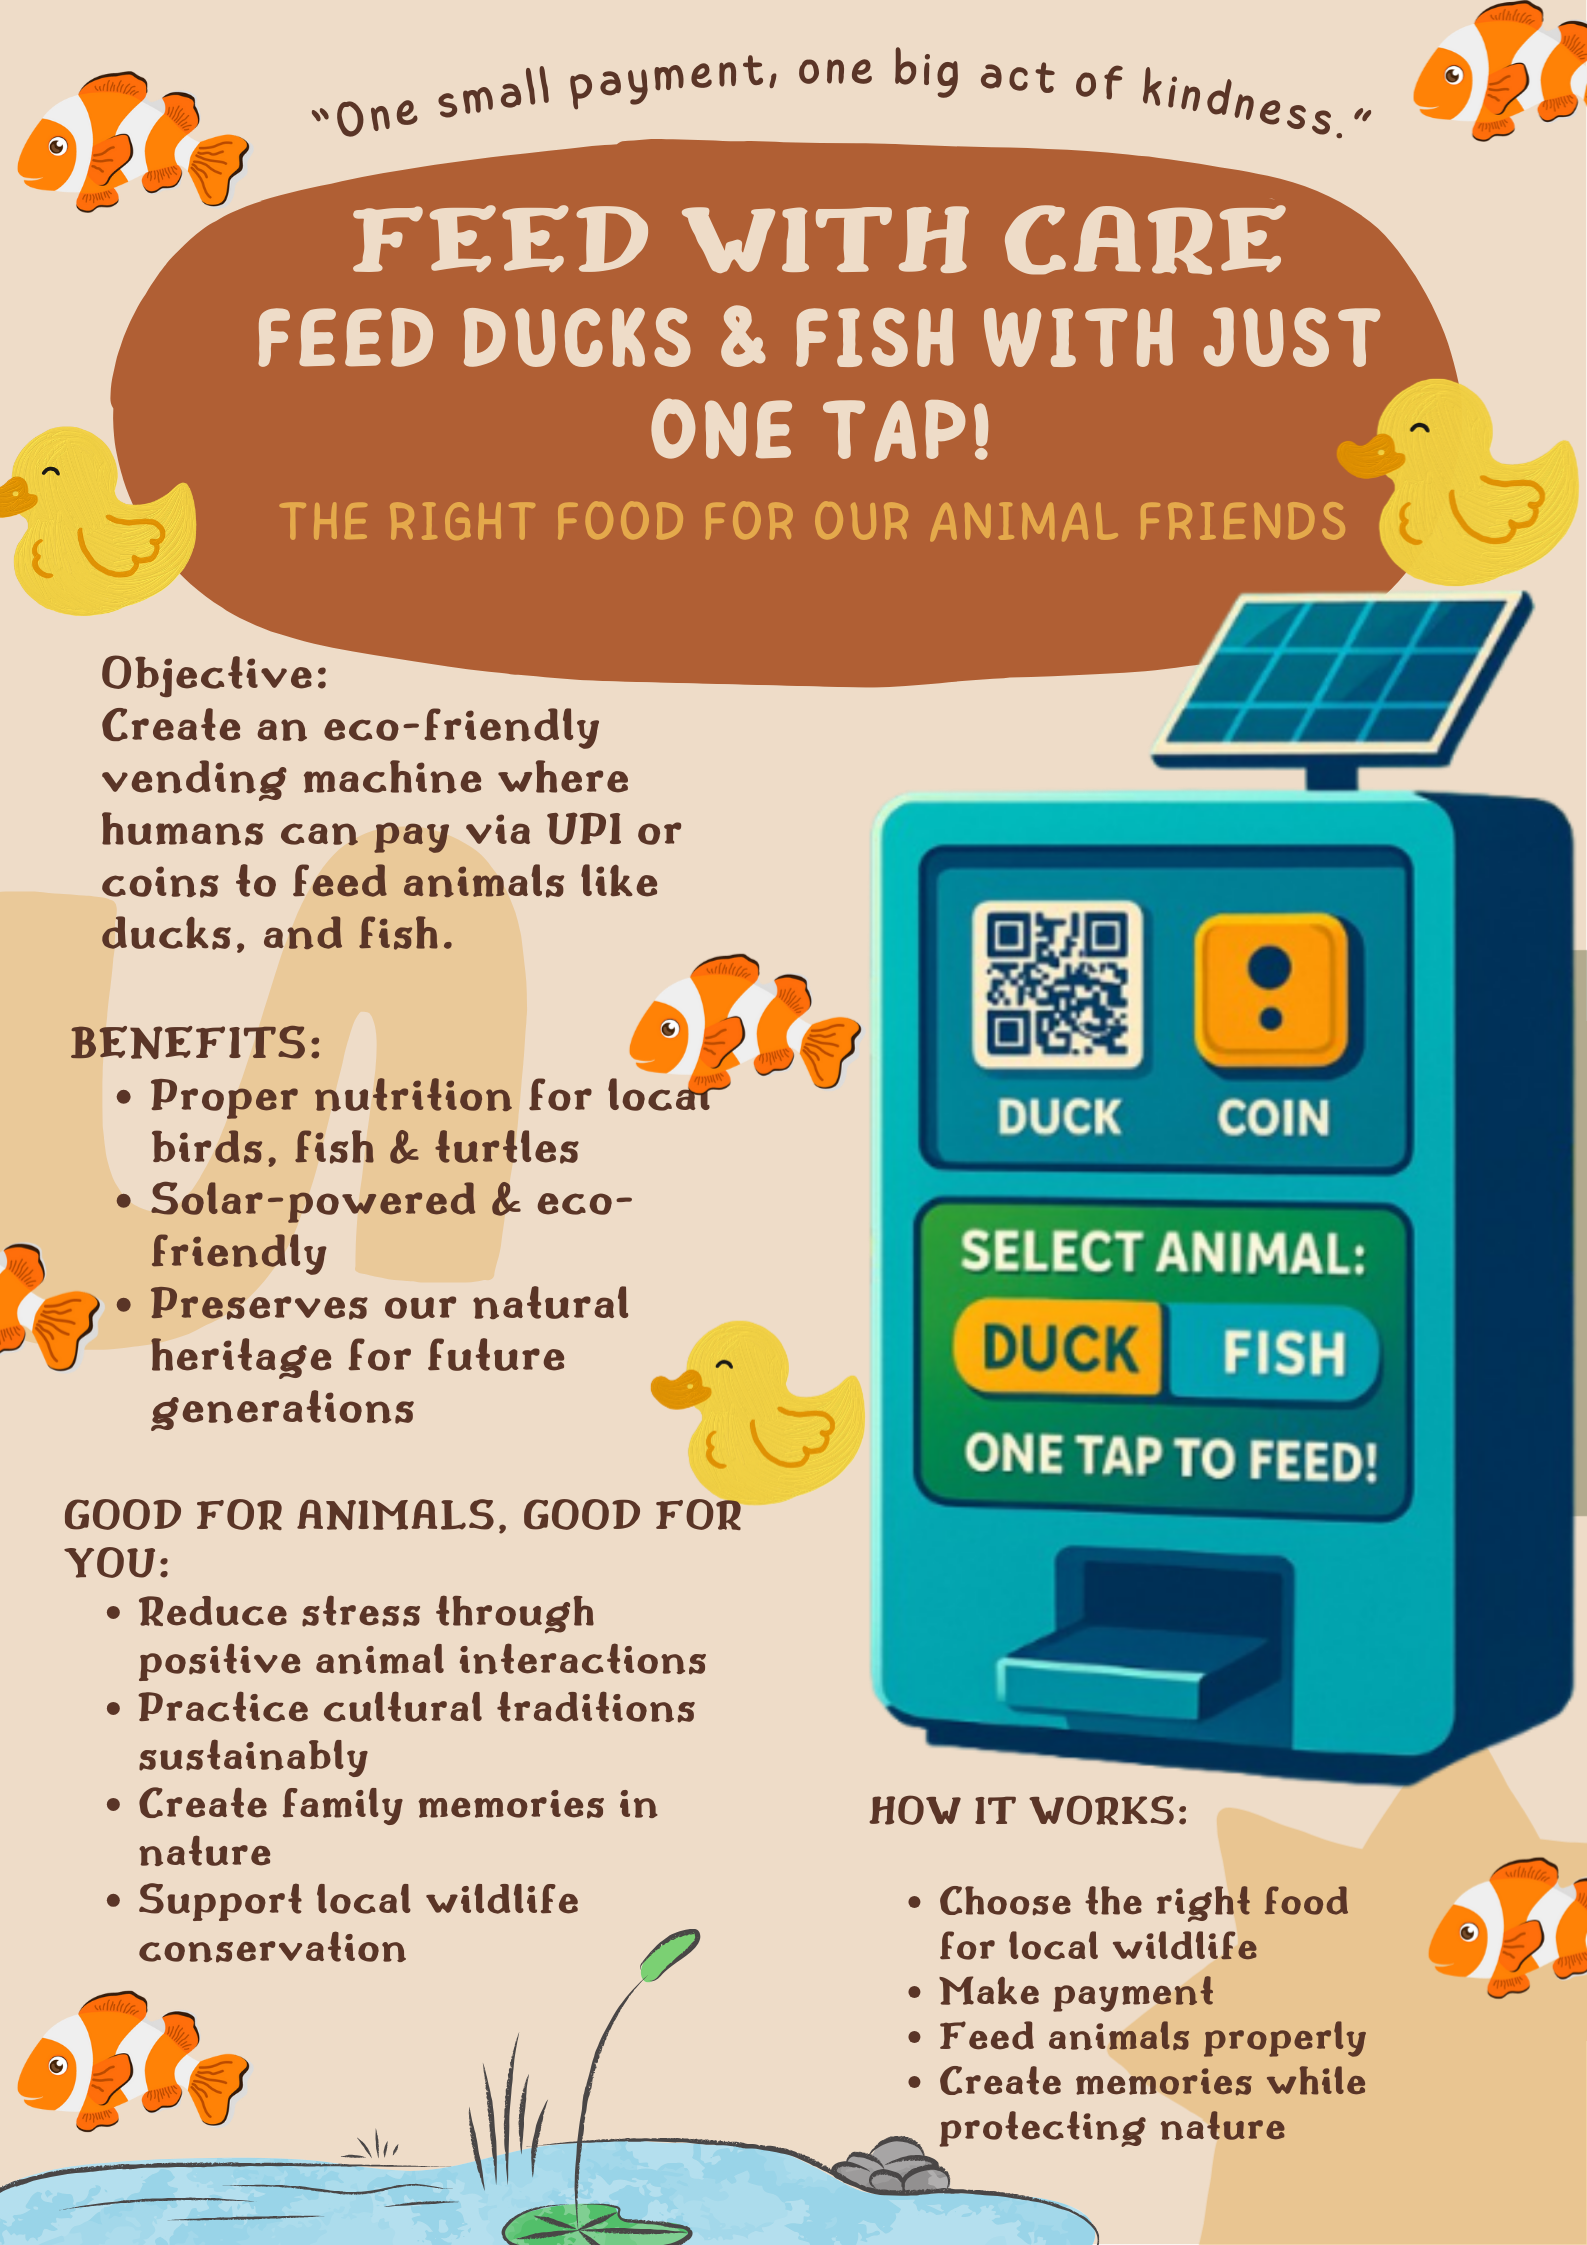 "One small payment, one big act of kindness."
FEED WITH CARE
FEED DUCKS & FISH WITH JUST
ONE TAP!
THE RIGHT FOOD FOR OUR ANIMAL FRIENDS
Objective:
Create an eco-friendly
vending machine where
humans can pay via UPI or
coins to feed animals like
ducks, and fish.
BENEFITS:
• Proper nutrition for local
birds, fish & turtles
• Solar-powered & eco-
friendly
• Preserves our natural
heritage for future
generations
GOOD FOR ANIMALS, GOOD FOR
YOU:
• Reduce stress through
positive animal interactions
• Practice cultural traditions
sustainably
• Create family memories in
nature
• Support local wildlife
conservation
DUCK COIN
SELECT ANIMAL:
DUCK FISH
ONE TAP TO FEED!
HOW IT WORKS:
• Choose the right food
for local wildlife
• Make payment
• Feed animals properly
• Create memories while
protecting nature